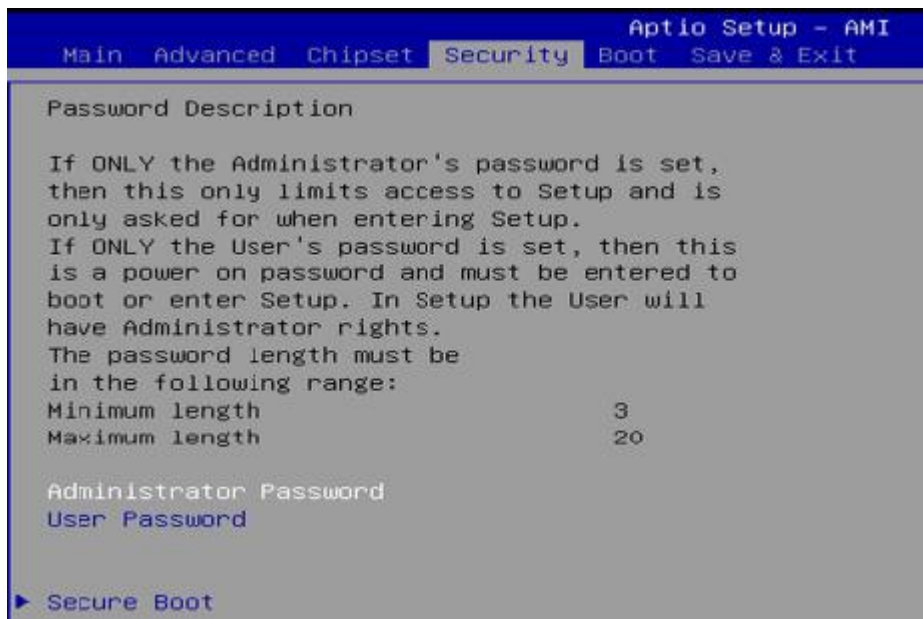 Aptio Setup - AMI
Main Advanced Chipset Security Boot Save & Exit
Password Description
If ONLY the Administrator's password is set,
then this only limits access to Setup and is
only asked for when entering Setup.
If ONLY the User's password is set, then this
is a power on password and must be entered to
boot or enter Setup. In Setup the User will
have Administrator rights.
The password length must be
in the following range:
Minimum length 3
Maximum length 20
Administrator Password
User Password
Secure Boot